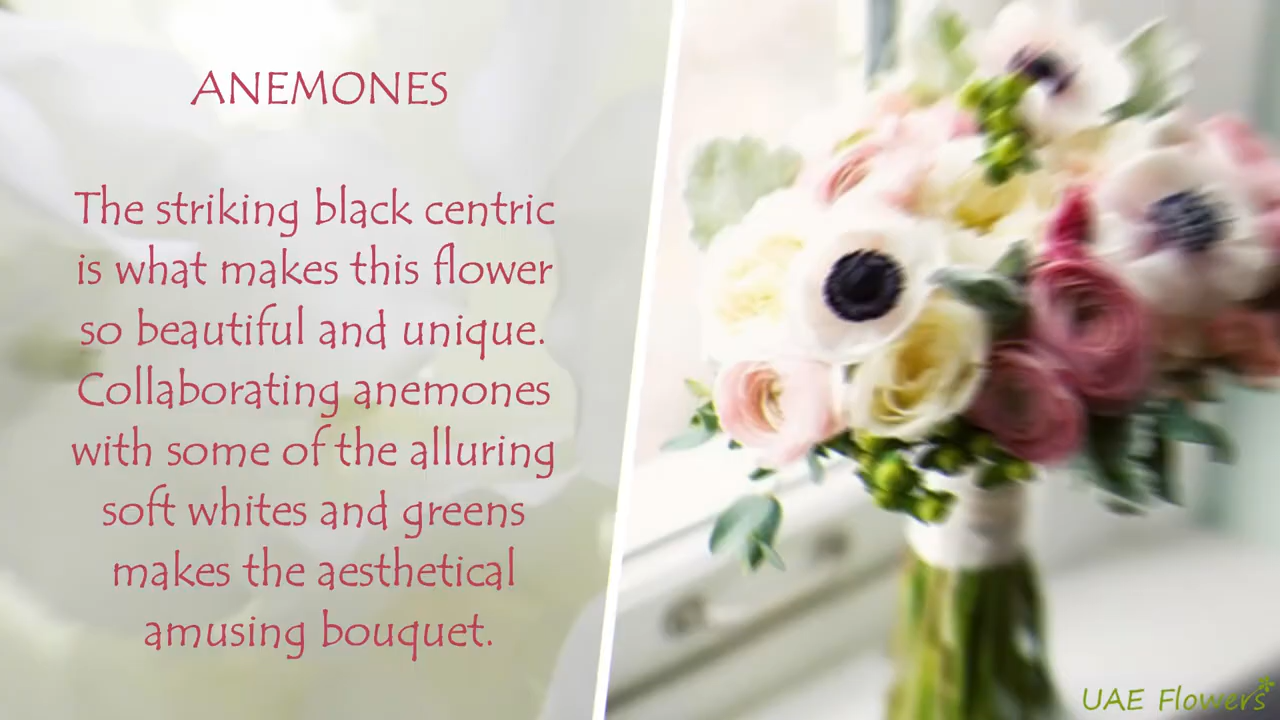 ANEMONES
The striking black centric
is what makes this flower
so beautiful and unique.
Collaborating anemones
with some of the alluring
soft whites and greens
makes the aesthetical
amusing bouquet.
UAE Flowers